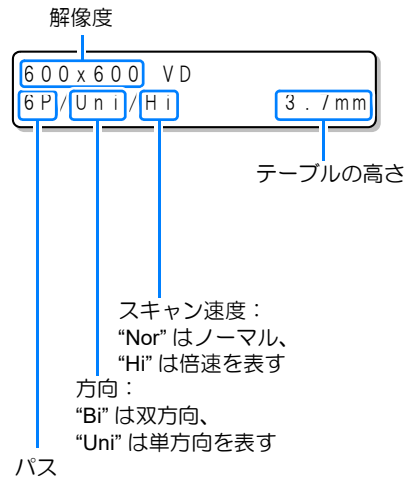 解像度
600x600 VD
6P/Uni/Hi 3./mm
テーブルの高さ
スキャン速度：
“Nor” はノーマル、
“Hi” は倍速を表す
方向：
“Bi” は双方向、
“Uni” は単方向を表す
パス